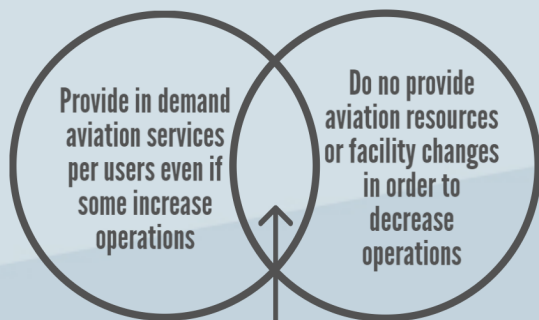 Provide in demand
aviation services
per users even if
some increase
operations
Do no provide
aviation resources
or facility changes
in order to
decrease
operations